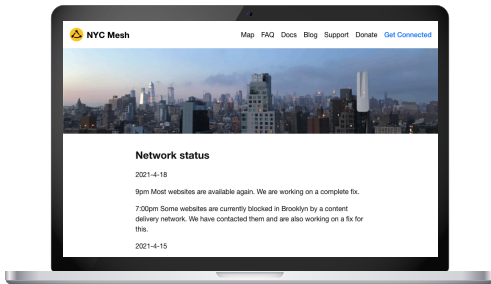 NYC Mesh
Map FAQ Docs Blog Support Donate Get Connected
Network status
2021-4-18
9pm Most websites are available again. We are working on a complete fix.
7:00pm Some websites are currently blocked in Brooklyn by a content
delivery network. We have contacted them and are also working on a fix for
this.
2021-4-15